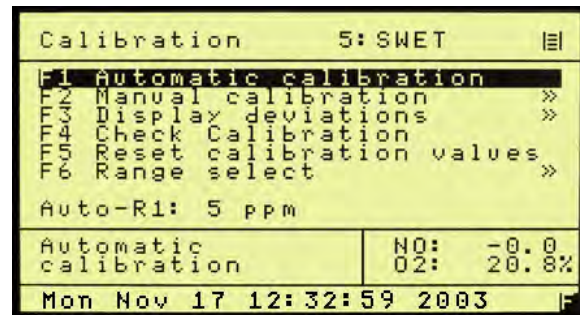 Calibration 5:SWET
F1 Automatic calibration
F2 Manual calibration »
F3 Display deviations »
F4 Check Calibration
F5 Reset calibration values
F6 Range select »
Auto-R1: 5 ppm
Automatic
calibration
NO: -0.0
O2: 20.8%
Mon Nov 17 12:32:59 2003